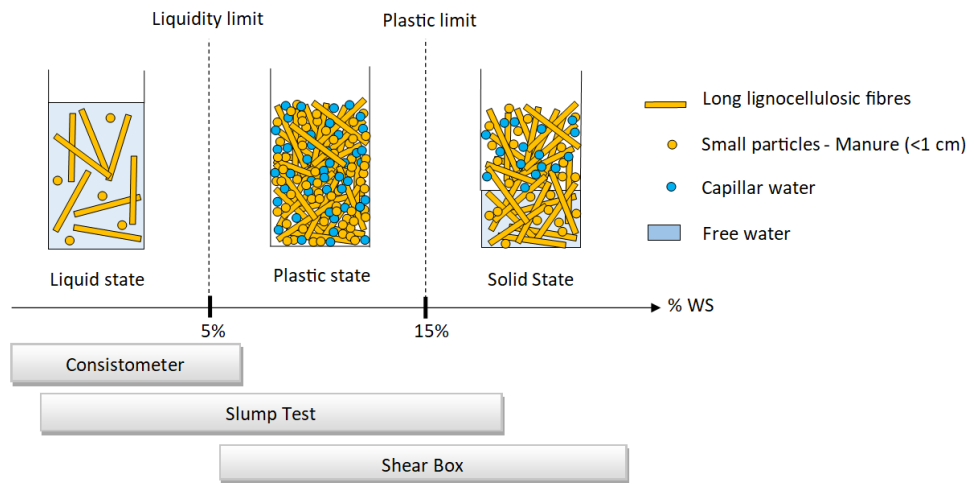 Liquidity limit
Plastic limit
Long lignocellulosic fibres
Small particles - Manure (<1 cm)
Capillar water
Free water
Liquid state
Plastic state
Solid State
% WS
5%
15%
Consistometer
Slump Test
Shear Box